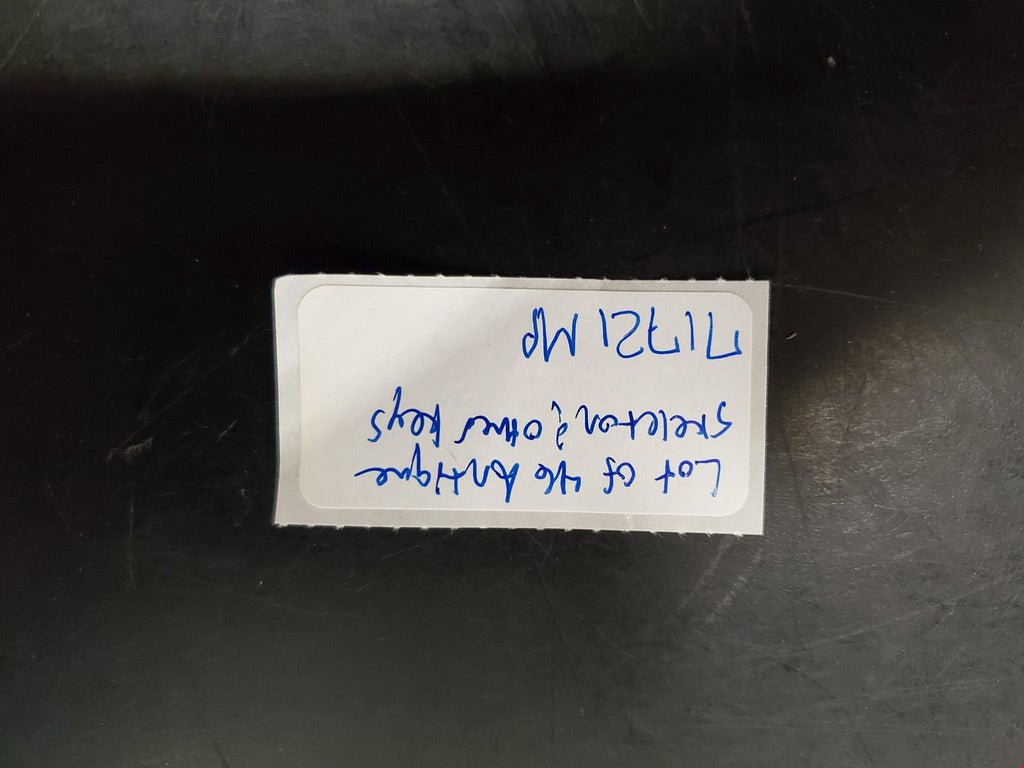 Lot of 46 Antique
Skeleton & other keys
71721 MP